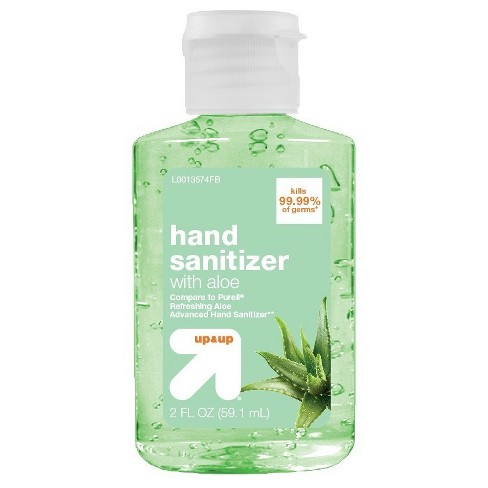 L0013574FB
kills
99.99%
of germs*
hand
sanitizer
with aloe
Compare to Purell®
Refreshing Aloe
Advanced Hand Sanitizer**
up&up
2 FL OZ (59.1 mL)